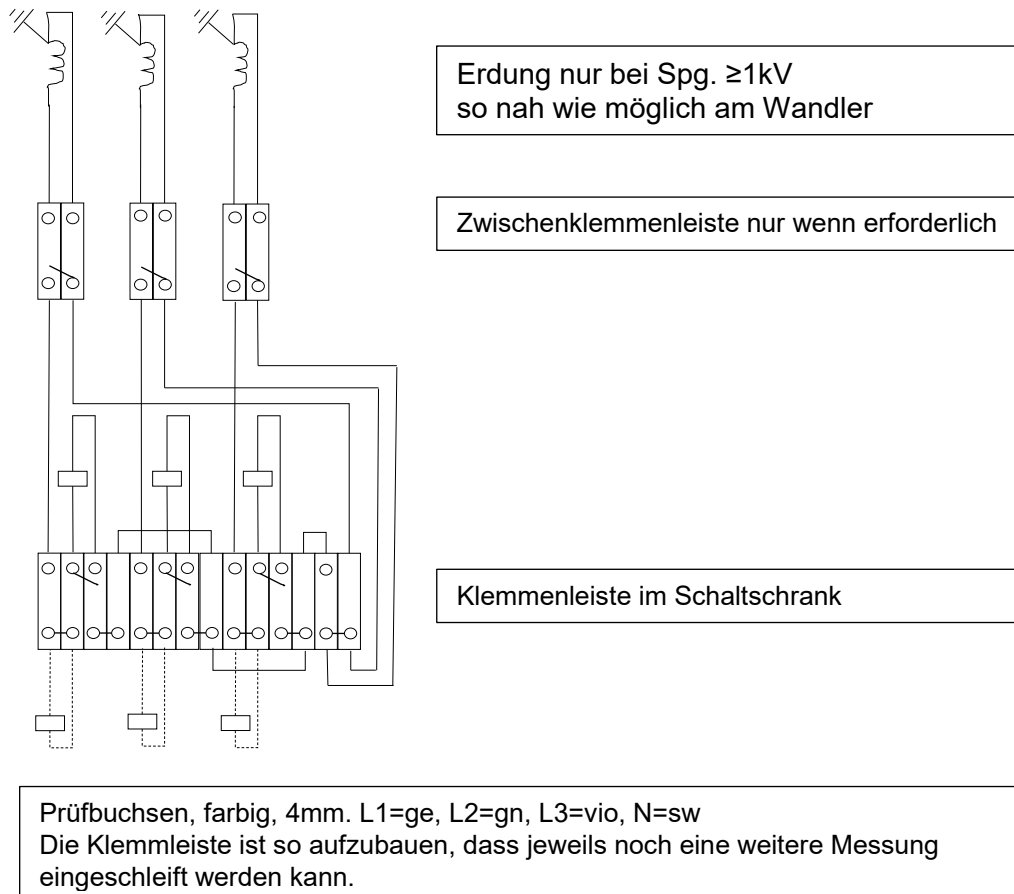 Erdung nur bei Spg. ≥1kV
so nah wie möglich am Wandler
Zwischenklemmenleiste nur wenn erforderlich
Klemmenleiste im Schaltschrank
Prüfbuchsen, farbig, 4mm. L1=ge, L2=gn, L3=vio, N=sw
Die Klemmleiste ist so aufzubauen, dass jeweils noch eine weitere Messung
eingeschleift werden kann.